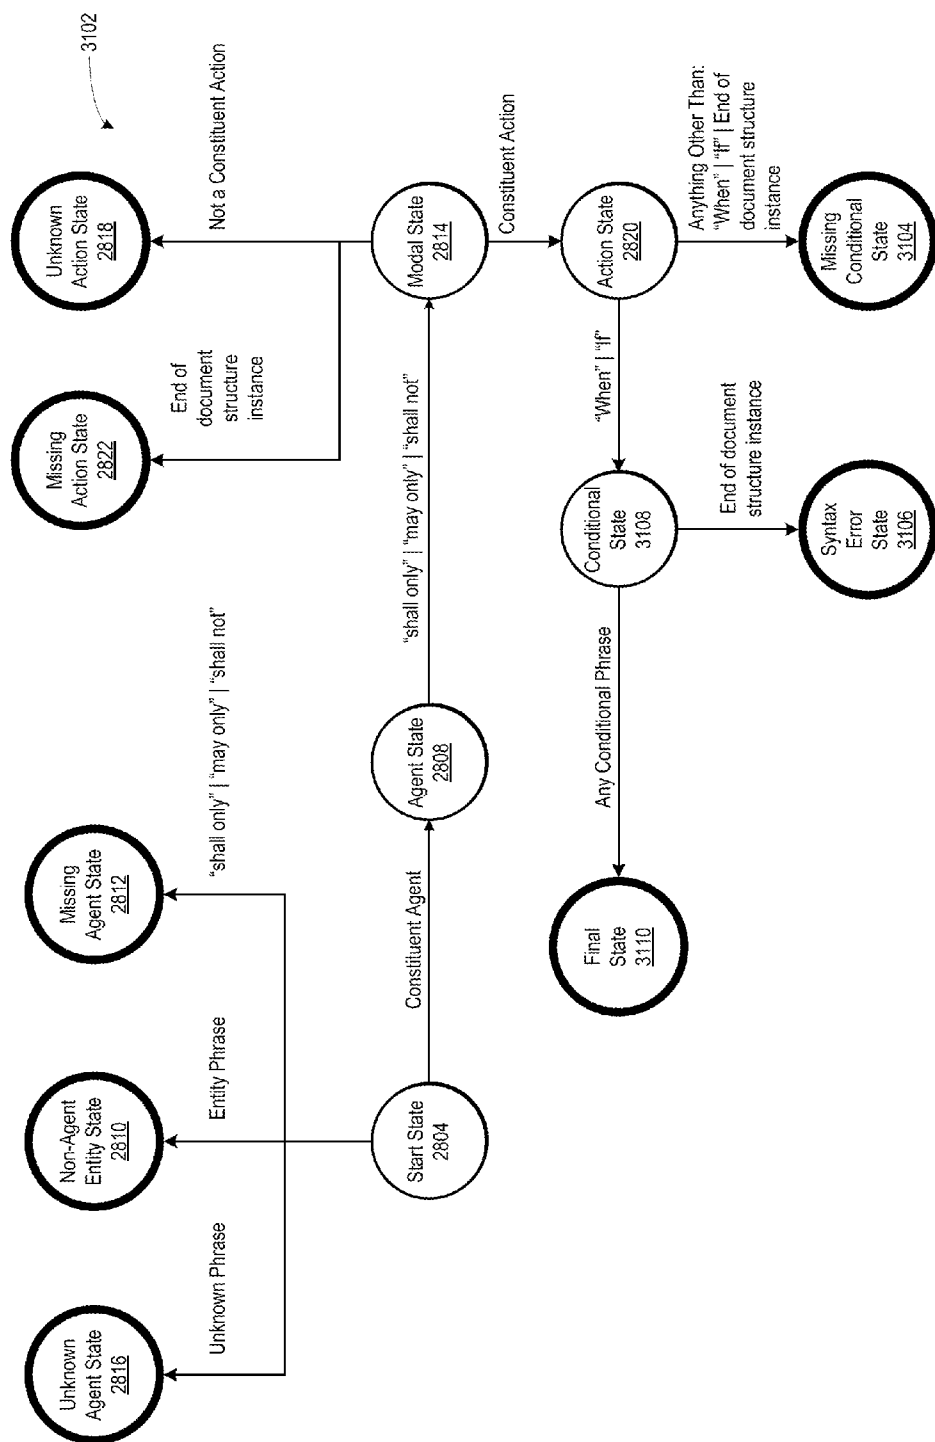 Unknown
Agent State
2816
Non-Agent
Entity State
2810
Missing
Agent State
2812
Missing
Action State
2822
Unknown
Action State
2818
3102
Unknown Phrase
Entity Phrase
“shall only” | “may only” | “shall not”
End of
document
structure
instance
Not a Constituent Action
Start State
2804
Constituent Agent
Agent State
2808
“shall only” | “may only” | “shall not”
Modal State
2814
Constituent Action
Final
State
3110
Any Conditional Phrase
Conditional
State
3108
“When” | “If”
Action State
2820
End of document
structure instance
Anything Other Than:
“When” | “If” | End of
document structure
instance
Syntax
Error
State
3106
Missing
Conditional
State
3104